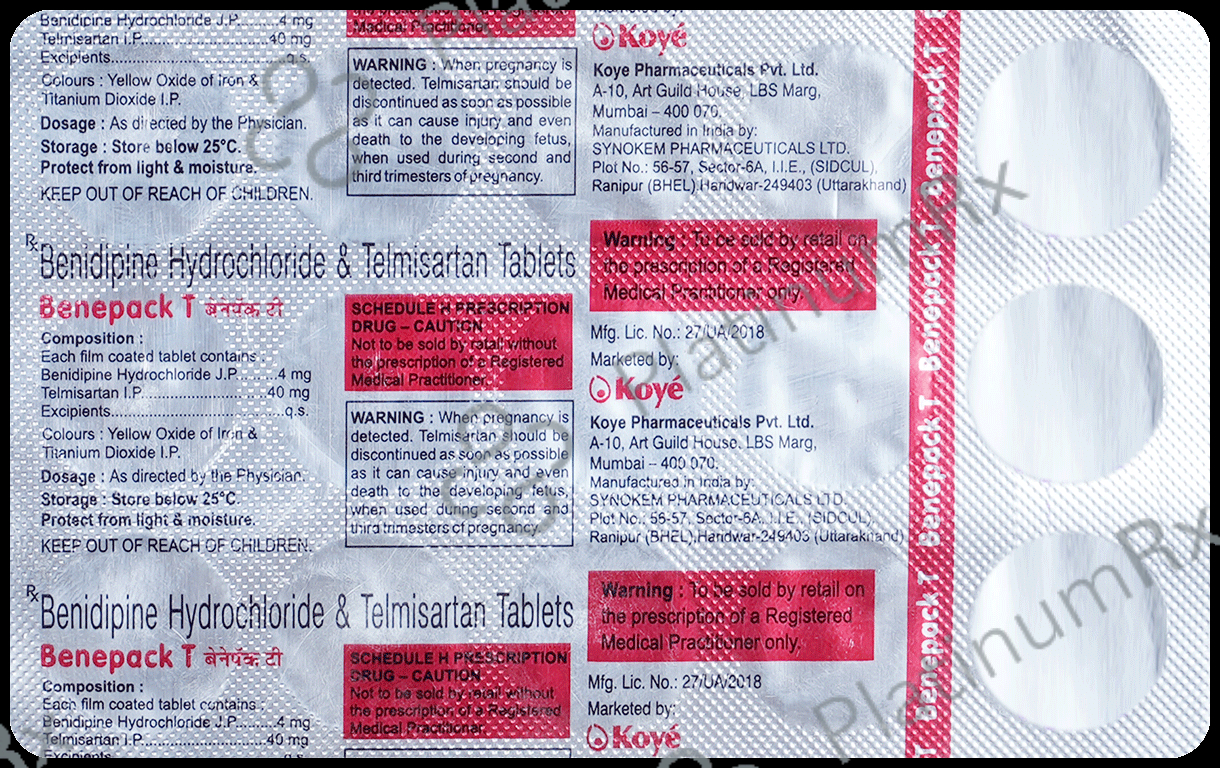 Benidipine Hydrochloride J.P.........4 mg
Telmisartan I.P........................40 mg
Excipients.................................q.s.
Colours : Yellow Oxide of Iron &
Titanium Dioxide I.P.
Dosage : As directed by the Physician.
Storage : Store below 25°C.
Protect from light & moisture.
KEEP OUT OF REACH OF CHILDREN.
Medical Practitioner.
WARNING : When pregnancy is
detected. Telmisartan should be
discontinued as soon as possible
as it can cause injury and even
death to the developing fetus,
when used during second and
third trimesters of pregnancy.
Koyé
Koye Pharmaceuticals Pvt. Ltd.
A-10, Art Guild House, LBS Marg,
Mumbai – 400 070.
Manufactured in India by:
SYNOKEM PHARMACEUTICALS LTD.
Plot No.: 56-57, Sector-6A, I.I.E., (SIDCUL),
Ranipur (BHEL),Haridwar-249403 (Uttarakhand)
Rx
Benidipine Hydrochloride & Telmisartan Tablets
Benepack T बेनेपॅक टी
Composition :
Each film coated tablet contains :
Benidipine Hydrochloride J.P.........4 mg
Telmisartan I.P........................40 mg
Excipients.................................q.s.
Colours : Yellow Oxide of Iron &
Titanium Dioxide I.P.
Dosage : As directed by the Physician.
Storage : Store below 25°C.
Protect from light & moisture.
KEEP OUT OF REACH OF CHILDREN.
SCHEDULE H PRESCRIPTION
DRUG – CAUTION
Not to be sold by retail without
the prescription of a Registered
Medical Practitioner.
WARNING : When pregnancy is
detected. Telmisartan should be
discontinued as soon as possible
as it can cause injury and even
death to the developing fetus,
when used during second and
third trimesters of pregnancy.
Warning : To be sold by retail on
the prescription of a Registered
Medical Practitioner only.
Mfg. Lic. No.: 27/UA/2018
Marketed by:
Koyé
Koye Pharmaceuticals Pvt. Ltd.
A-10, Art Guild House, LBS Marg,
Mumbai – 400 070.
Manufactured in India by:
SYNOKEM PHARMACEUTICALS LTD.
Plot No.: 56-57, Sector-6A, I.I.E., (SIDCUL),
Ranipur (BHEL),Haridwar-249403 (Uttarakhand)
Rx
Benidipine Hydrochloride & Telmisartan Tablets
Benepack T बेनेपॅक टी
Composition :
Each film coated tablet contains :
Benidipine Hydrochloride J.P.........4 mg
Telmisartan I.P........................40 mg
SCHEDULE H PRESCRIPTION
DRUG – CAUTION
Not to be sold by retail without
the prescription of a Registered
Medical Practitioner.
Warning : To be sold by retail on
the prescription of a Registered
Medical Practitioner only.
Mfg. Lic. No.: 27/UA/2018
Marketed by:
Koyé
T Benepack T Benepack T Benepack T Benepack T
PlatinumRx
PlatinumRx